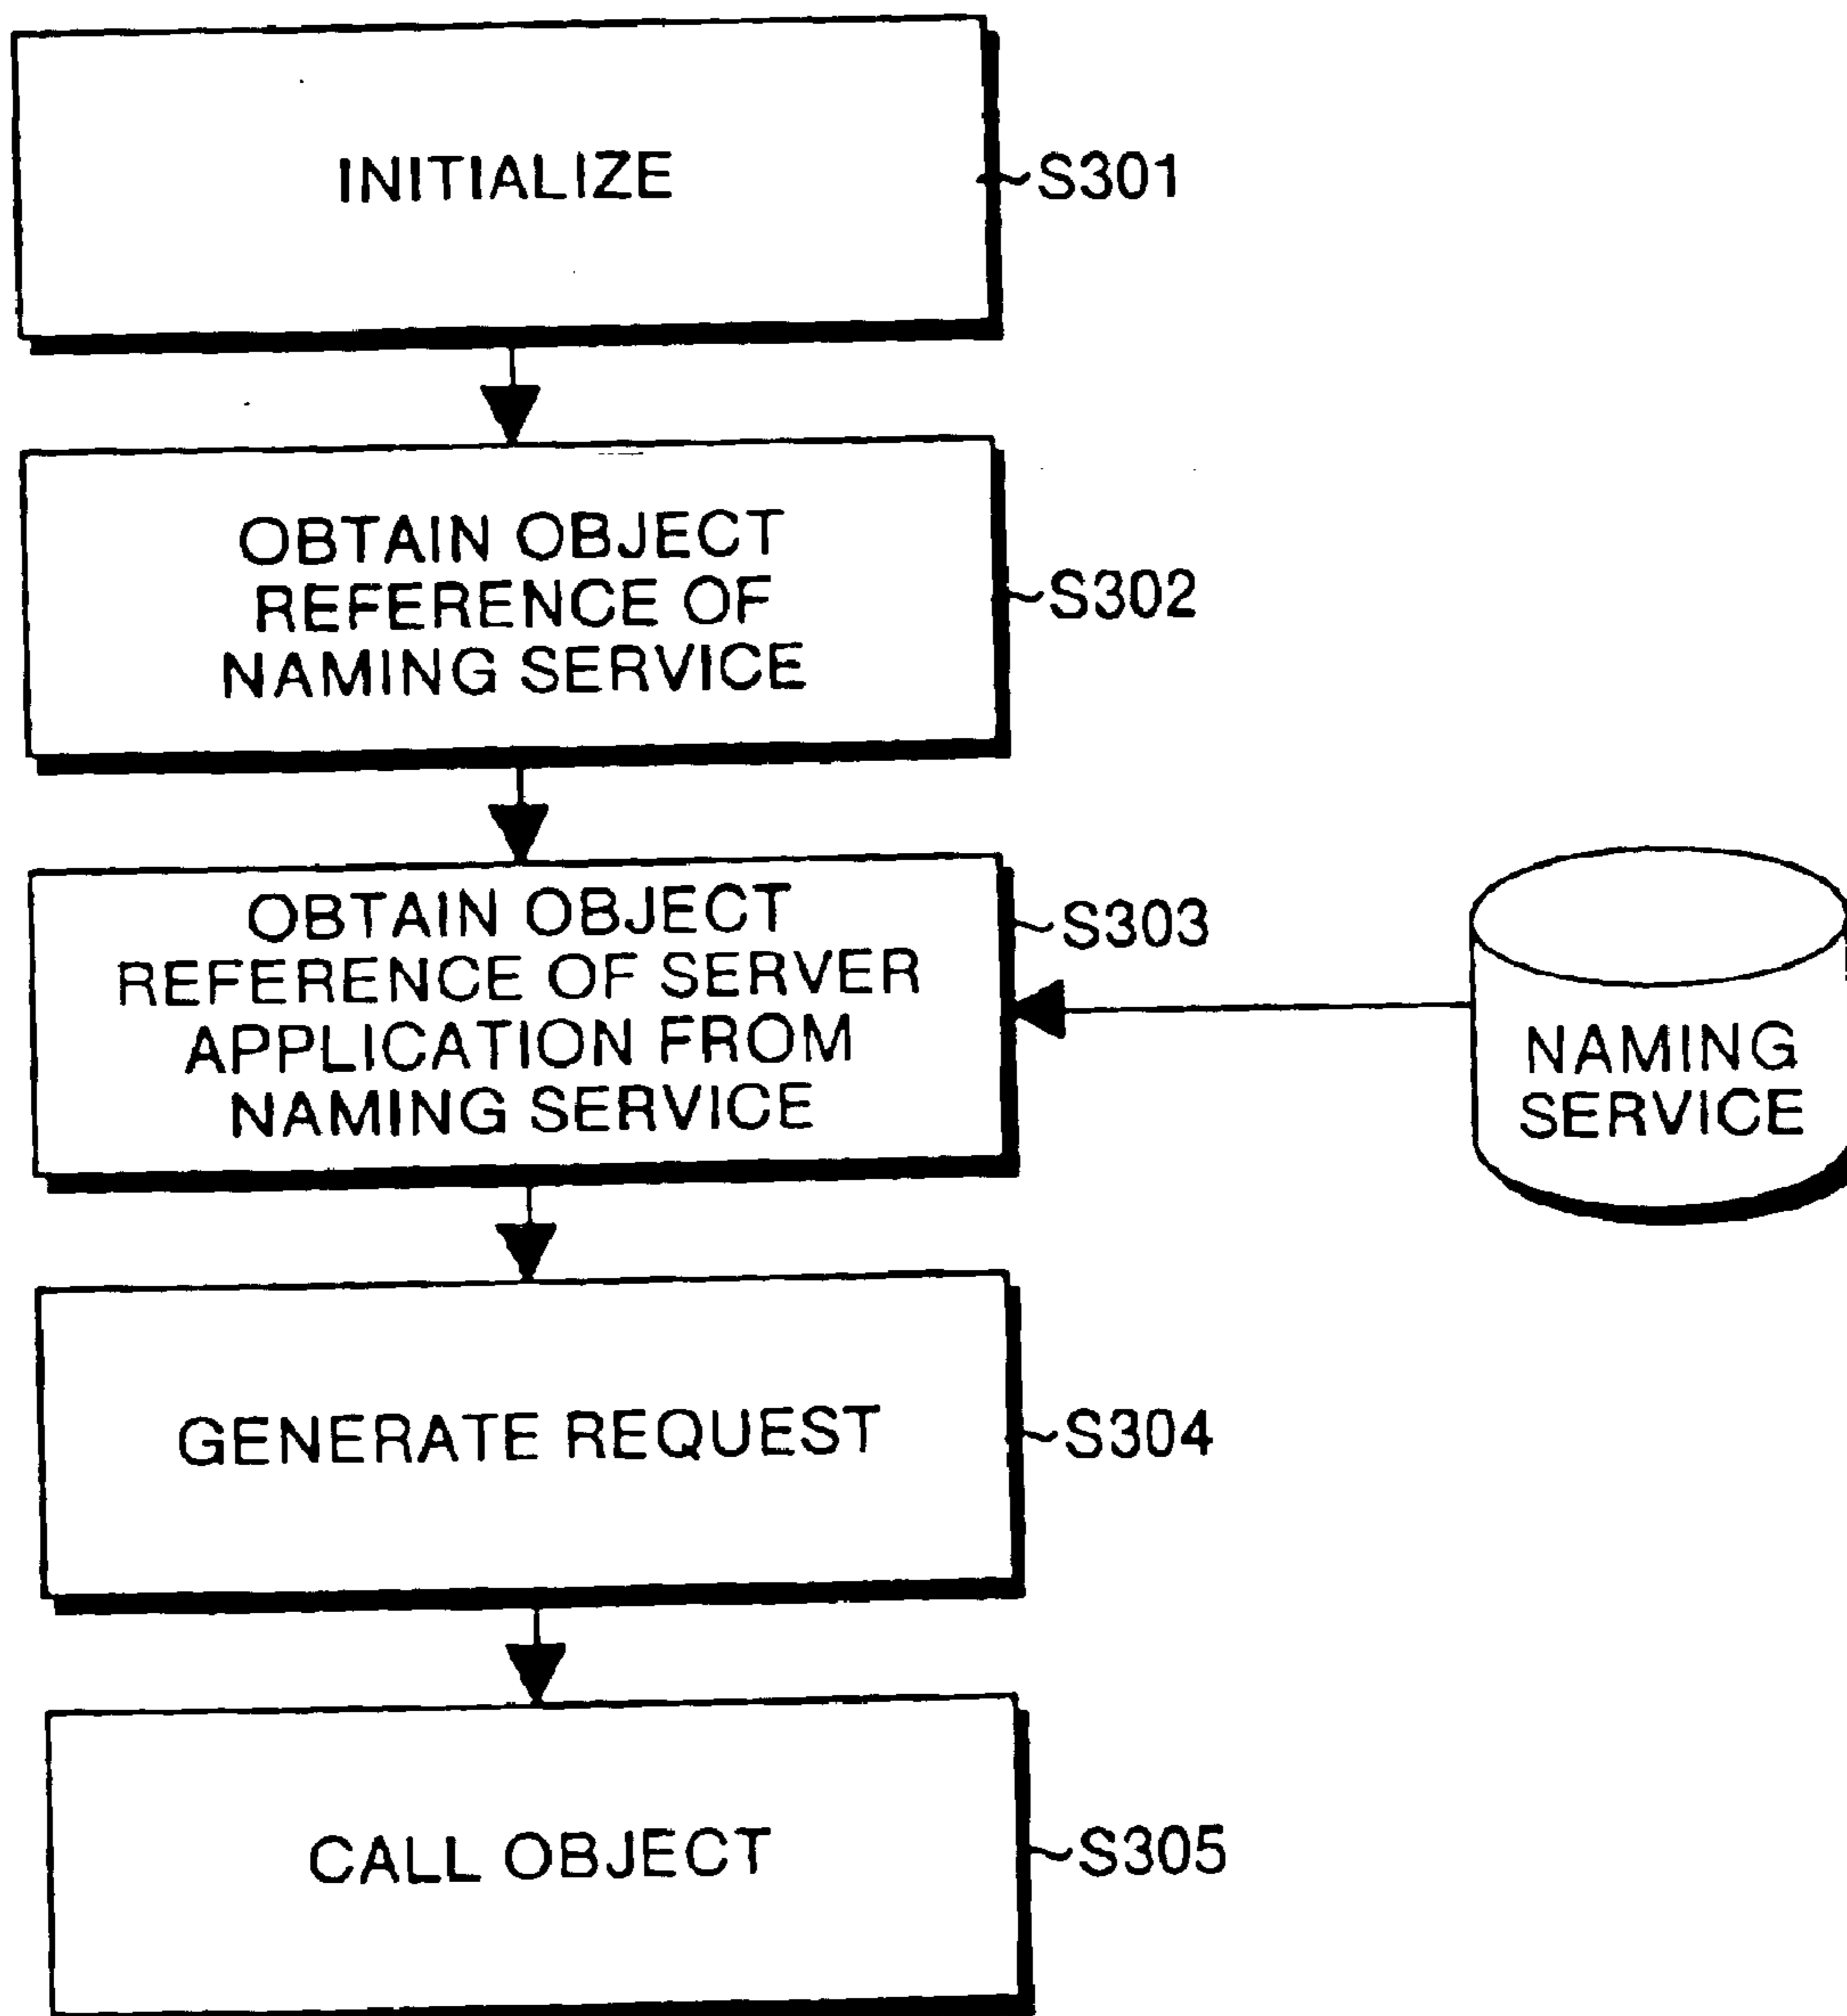 INITIALIZE
S301
OBTAIN OBJECT
REFERENCE OF
NAMING SERVICE
S302
OBTAIN OBJECT
REFERENCE OF SERVER
APPLICATION FROM
NAMING SERVICE
S303
NAMING
SERVICE
GENERATE REQUEST
S304
CALL OBJECT
S305